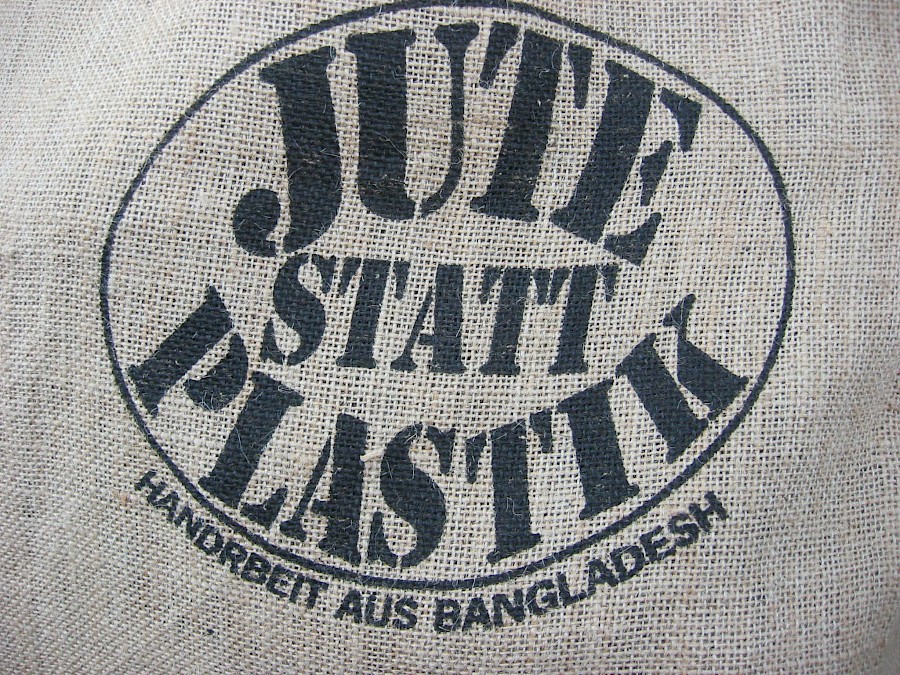 JUTE
STATT
PLASTIK
HANDRBEIT AUS BANGLADESH